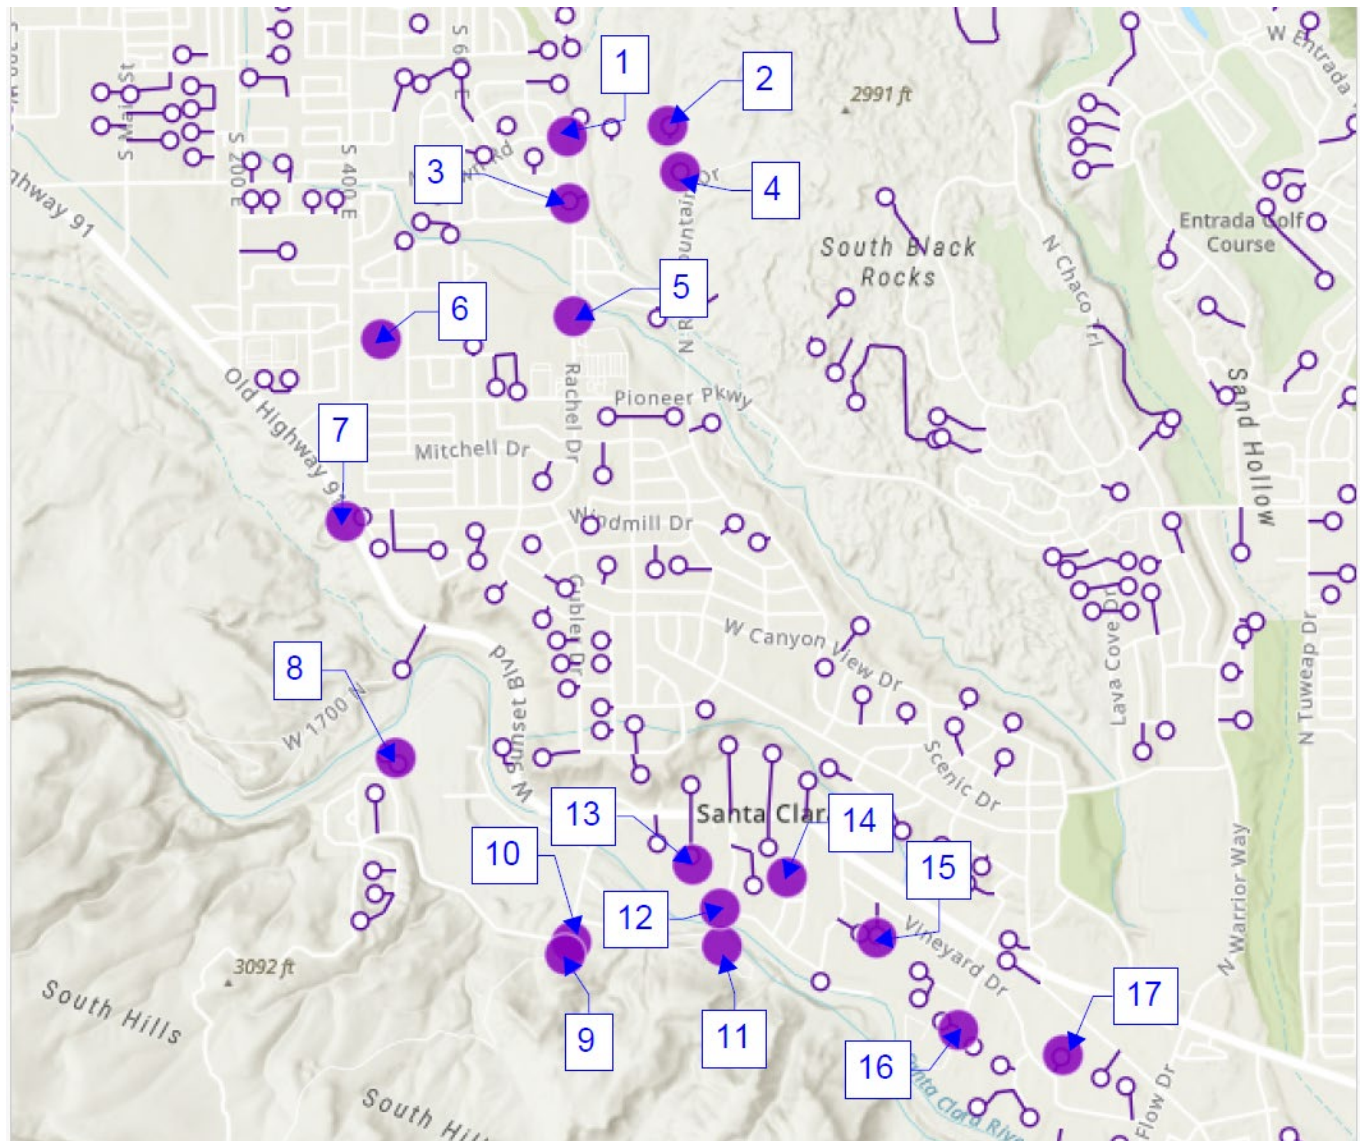 1
2
2991 ft
W Entrada
S 200 E
S 400 E
3
4
Highway 91
Entrada Golf
Course
South Black
Rocks
N Chaco Trl
5
6
Old Highway 91
Rachel Dr
Pioneer Pkwy
Sand Hollow
7
Mitchell Dr
Windmill Dr
Gubler Dr
W Canyon View Dr
Lava Cove Dr
N Tuweap Dr
8
W 1700 N
W Sunset Blvd
Scenic Dr
13
Santa Clara
14
10
15
12
N Warrior Way
Vineyard Dr
3092 ft
South Hills
9
11
17
16
Santa Clara River
Flow Dr
South Hills